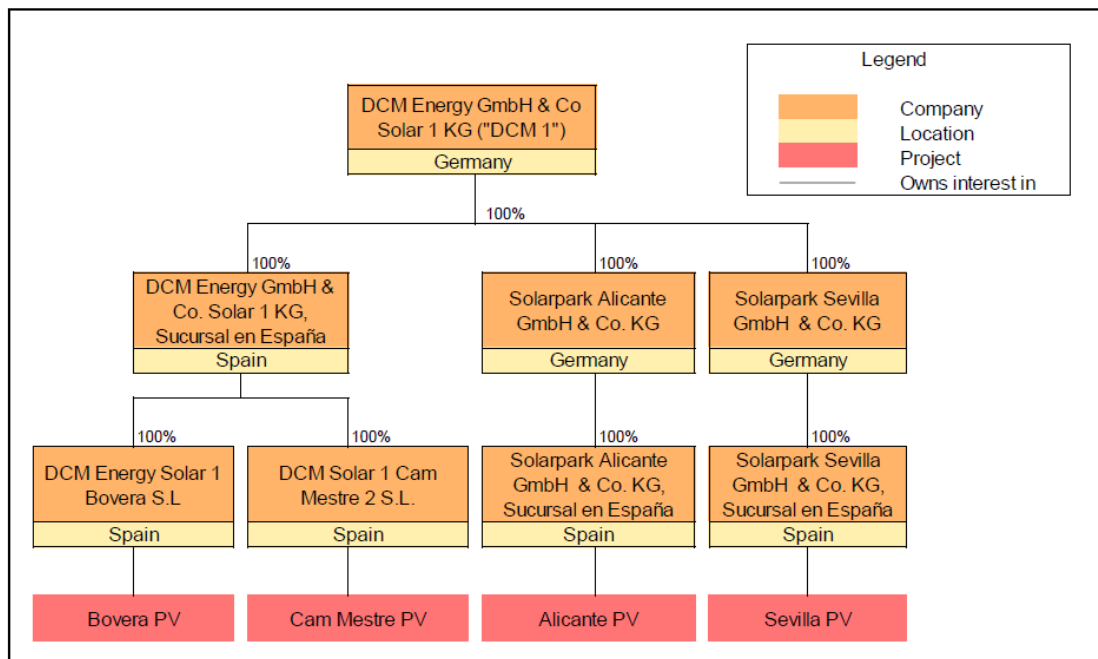 Legend
Company
Location
Project
Owns interest in
DCM Energy GmbH & Co
Solar 1 KG ("DCM 1")
Germany
100%
100%
100%
100%
DCM Energy GmbH &
Co. Solar 1 KG,
Sucursal en España
Spain
Solarpark Alicante
GmbH & Co. KG
Germany
Solarpark Sevilla
GmbH & Co. KG
Germany
100%
100%
100%
100%
DCM Energy Solar 1
Bovera S.L
Spain
DCM Solar 1 Cam
Mestre 2 S.L.
Spain
Solarpark Alicante
GmbH & Co. KG,
Sucursal en España
Spain
Solarpark Sevilla
GmbH & Co. KG,
Sucursal en España
Spain
Bovera PV
Cam Mestre PV
Alicante PV
Sevilla PV